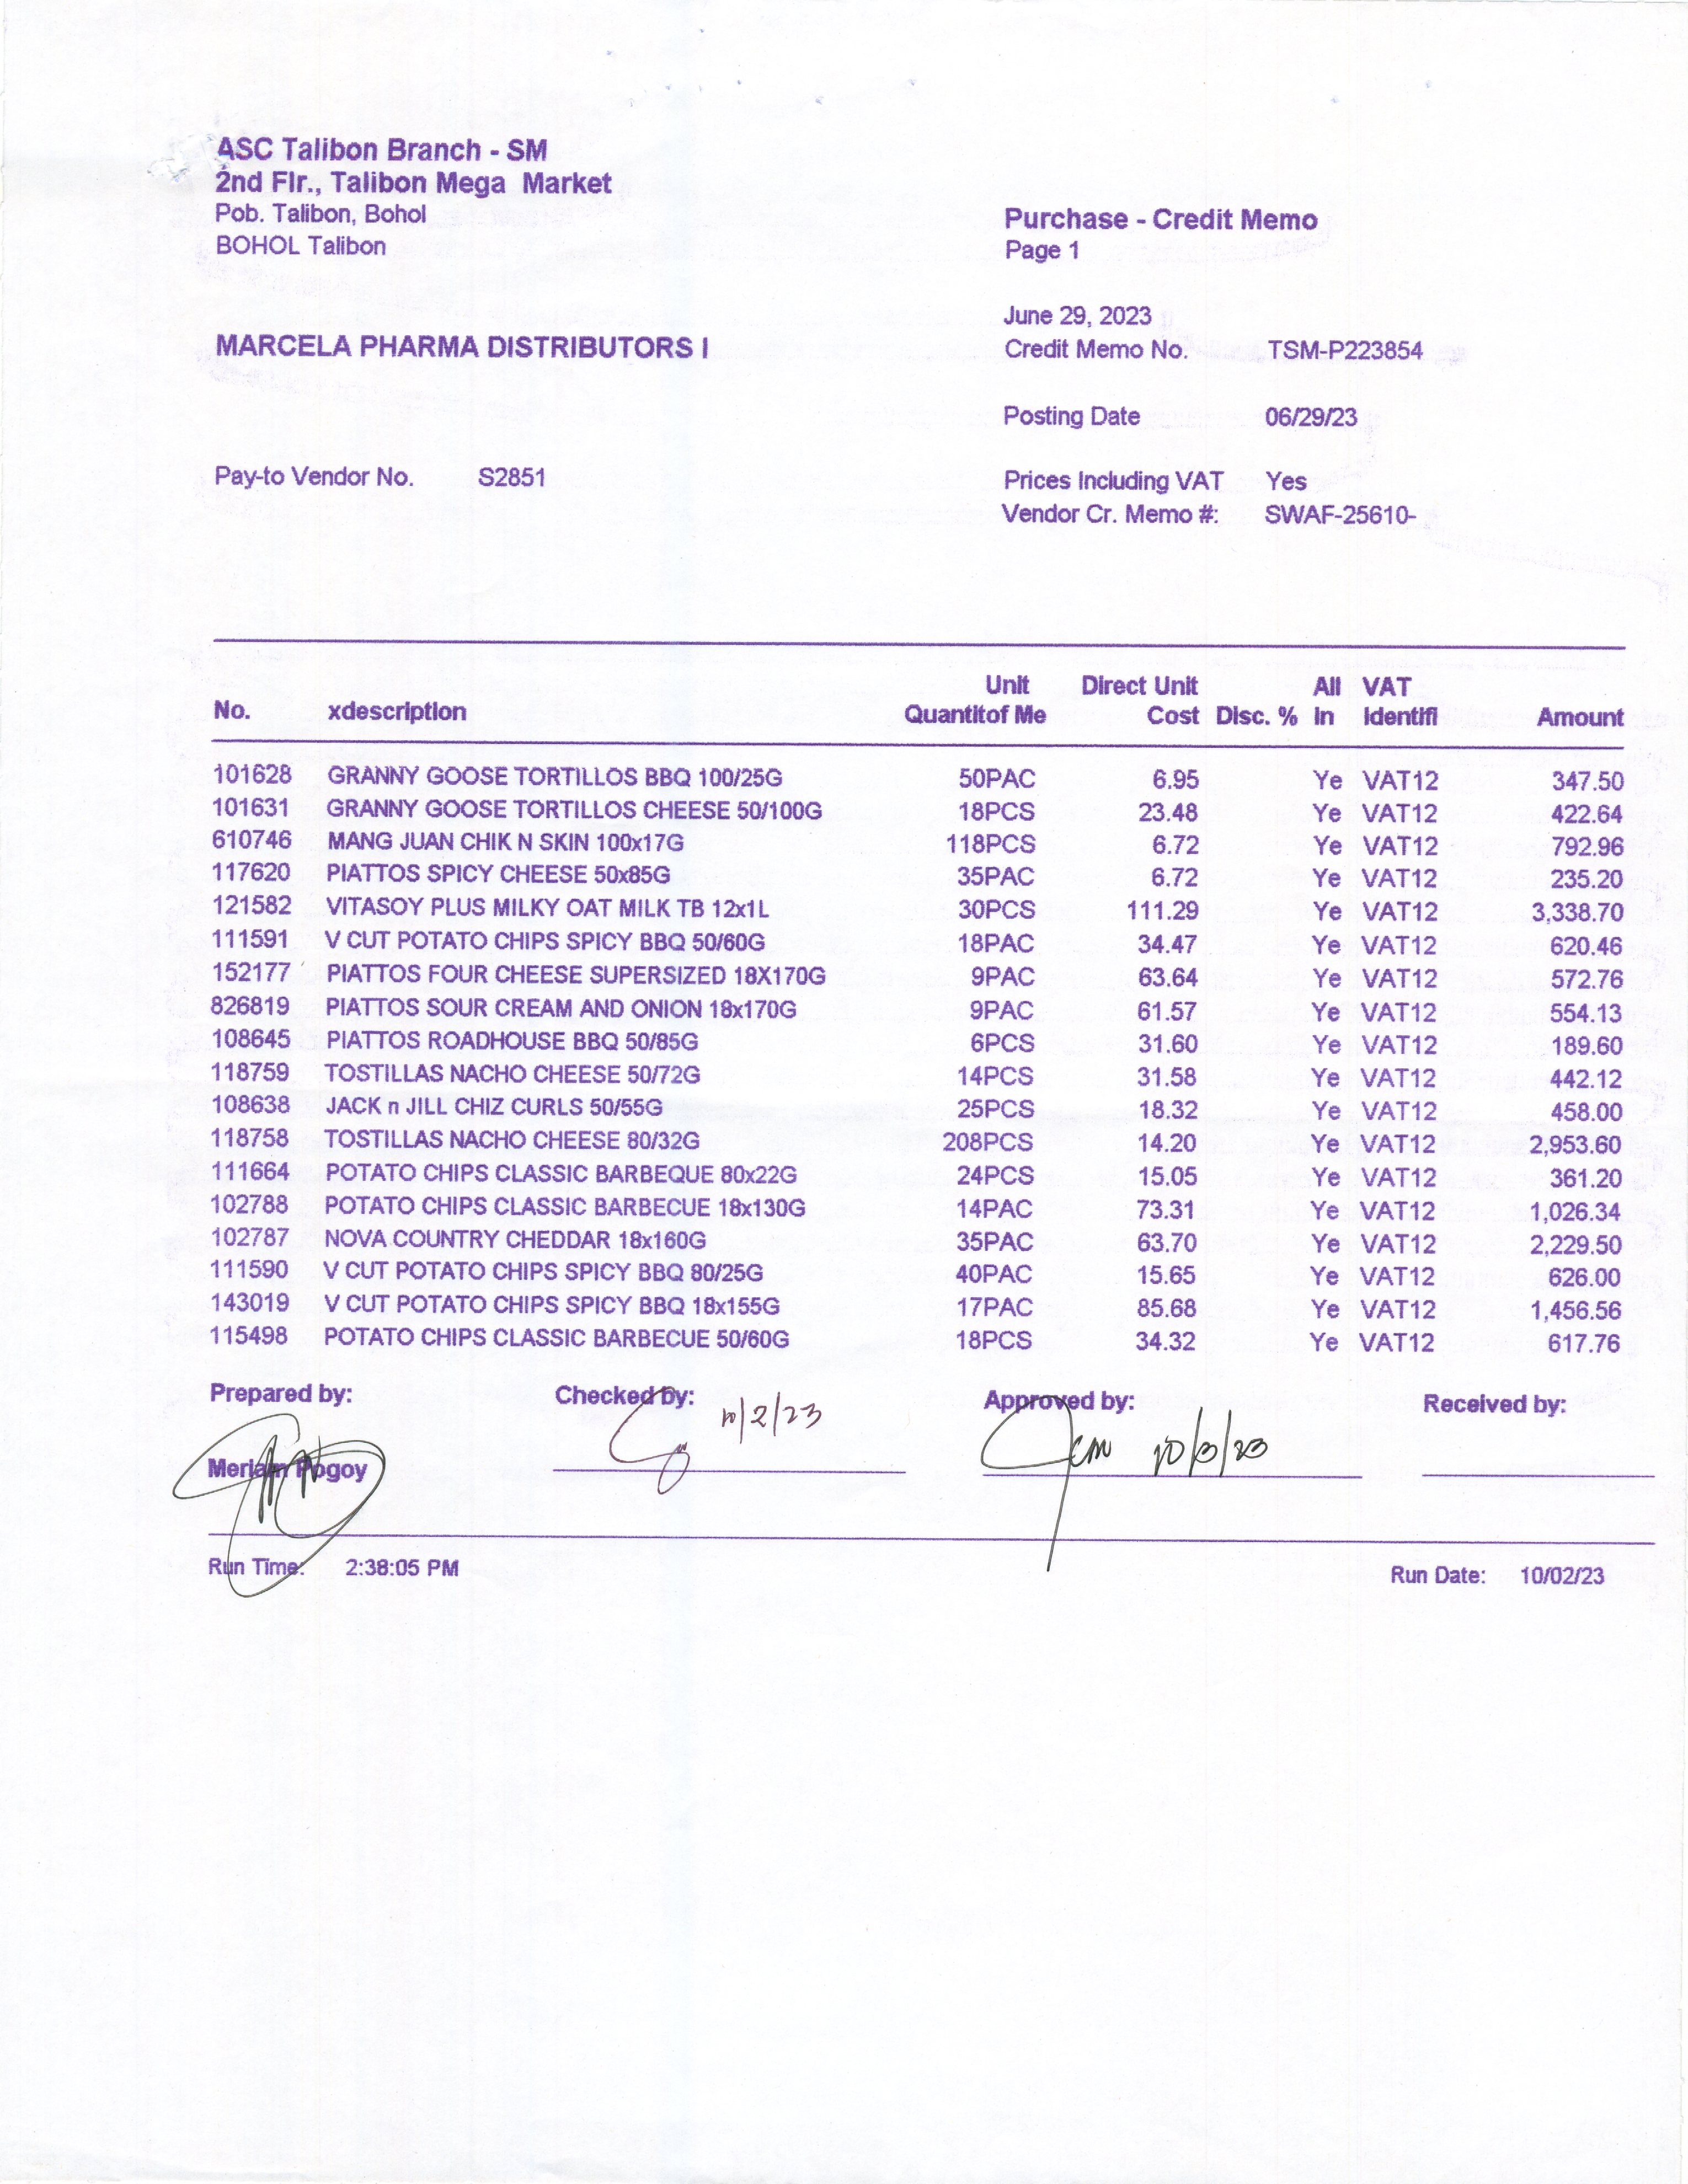 ASC Talibon Branch - SM
2nd Flr., Talibon Mega Market
Pob. Talibon, Bohol
BOHOL Talibon
Purchase - Credit Memo
Page 1
June 29, 2023
MARCELA PHARMA DISTRIBUTORS I
Credit Memo No. TSM-P223854
Posting Date 06/29/23
Pay-to Vendor No. S2851
Prices Including VAT Yes
Vendor Cr. Memo #: SWAF-25610-
Unit Direct Unit All VAT
No. xdescription Quantitof Me Cost Disc. % In Identifi Amount
101628 GRANNY GOOSE TORTILLOS BBQ 100/25G 50PAC 6.95 Ye VAT12 347.50
101631 GRANNY GOOSE TORTILLOS CHEESE 50/100G 18PCS 23.48 Ye VAT12 422.64
610746 MANG JUAN CHIK N SKIN 100x17G 118PCS 6.72 Ye VAT12 792.96
117620 PIATTOS SPICY CHEESE 50x85G 35PAC 6.72 Ye VAT12 235.20
121582 VITASOY PLUS MILKY OAT MILK TB 12x1L 30PCS 111.29 Ye VAT12 3,338.70
111591 V CUT POTATO CHIPS SPICY BBQ 50/60G 18PAC 34.47 Ye VAT12 620.46
152177 PIATTOS FOUR CHEESE SUPERSIZED 18X170G 9PAC 63.64 Ye VAT12 572.76
826819 PIATTOS SOUR CREAM AND ONION 18x170G 9PAC 61.57 Ye VAT12 554.13
108645 PIATTOS ROADHOUSE BBQ 50/85G 6PCS 31.60 Ye VAT12 189.60
118759 TOSTILLAS NACHO CHEESE 50/72G 14PCS 31.58 Ye VAT12 442.12
108638 JACK n JILL CHIZ CURLS 50/55G 25PCS 18.32 Ye VAT12 458.00
118758 TOSTILLAS NACHO CHEESE 80/32G 208PCS 14.20 Ye VAT12 2,953.60
111664 POTATO CHIPS CLASSIC BARBEQUE 80x22G 24PCS 15.05 Ye VAT12 361.20
102788 POTATO CHIPS CLASSIC BARBECUE 18x130G 14PAC 73.31 Ye VAT12 1,026.34
102787 NOVA COUNTRY CHEDDAR 18x160G 35PAC 63.70 Ye VAT12 2,229.50
111590 V CUT POTATO CHIPS SPICY BBQ 80/25G 40PAC 15.65 Ye VAT12 626.00
143019 V CUT POTATO CHIPS SPICY BBQ 18x155G 17PAC 85.68 Ye VAT12 1,456.56
115498 POTATO CHIPS CLASSIC BARBECUE 50/60G 18PCS 34.32 Ye VAT12 617.76
Prepared by: Checked by: Approved by: Received by:
10/2/23
Meriam Pogoy 10/3/23
Run Time: 2:38:05 PM Run Date: 10/02/23